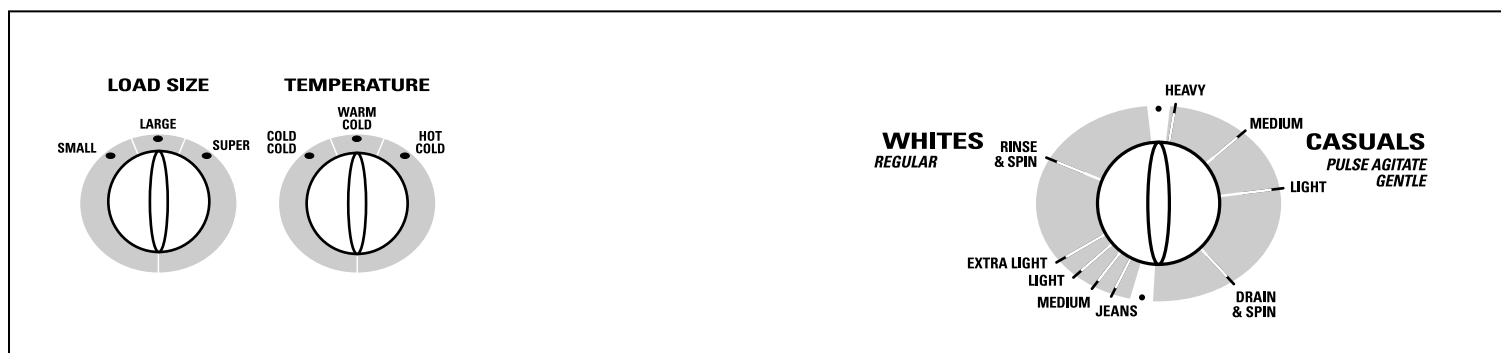 LOAD SIZE
SMALL
LARGE
SUPER
TEMPERATURE
COLD
COLD
WARM
COLD
HOT
COLD
WHITES
REGULAR
RINSE
& SPIN
EXTRA LIGHT
LIGHT
MEDIUM
JEANS
HEAVY
MEDIUM
LIGHT
DRAIN
& SPIN
CASUALS
PULSE AGITATE
GENTLE